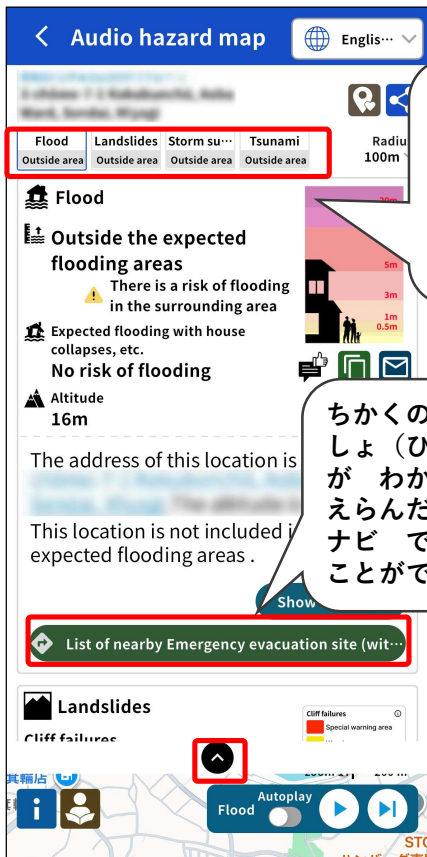 Audio hazard map
Englis…
Flood
Outside area
Landslides
Outside area
Storm su…
Outside area
Tsunami
Outside area
Radiu
100m
Flood
Outside the expected
flooding areas
There is a risk of flooding
in the surrounding area
Expected flooding with house
collapses, etc.
No risk of flooding
Altitude
16m
5m
3m
1m
0.5m
ちかくの
しょ（ひ
が わか
えらんだ
ナビ で
ことがで
The address of this location is
This location is not included i
expected flooding areas .
Show
List of nearby Emergency evacuation site (wit…
Landslides
Cliff failures
Cliff failures
Special warning area
箕輪店
Flood
Autoplay
STO